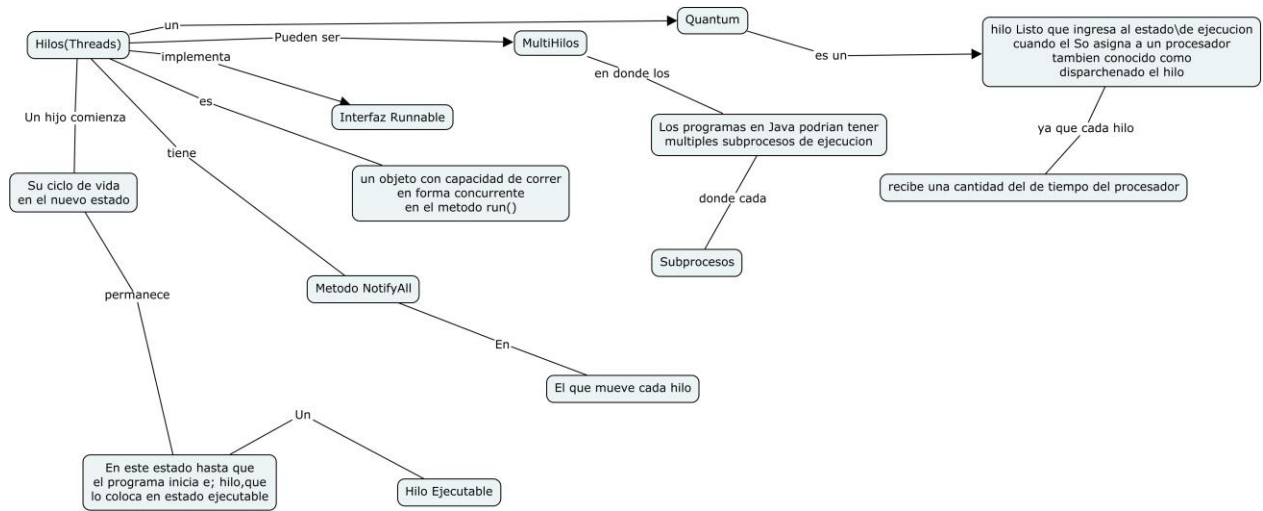 Hilos(Threads)
un
Quantum
Pueden ser
MultiHilos
implementa
Interfaz Runnable
es
un objeto con capacidad de correr
en forma concurrente
en el metodo run()
tiene
Metodo NotifyAll
En
El que mueve cada hilo
Un hijo comienza
Su ciclo de vida
en el nuevo estado
permanece
En este estado hasta que
el programa inicia e; hilo,que
lo coloca en estado ejecutable
Un
Hilo Ejecutable
en donde los
Los programas en Java podrian tener
multiples subprocesos de ejecucion
donde cada
Subprocesos
es un
hilo Listo que ingresa al estado\de ejecucion
cuando el So asigna a un procesador
tambien conocido como
disparchenado el hilo
ya que cada hilo
recibe una cantidad del de tiempo del procesador